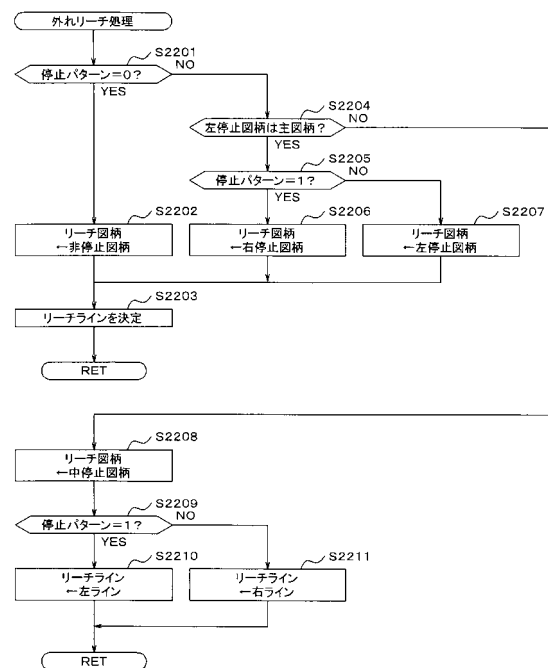 外れリーチ処理
S2201
停止パターン=0?
NO
YES
S2204
左停止図柄は主図柄?
NO
YES
S2205
停止パターン=1?
NO
YES
S2202
リーチ図柄
←非停止図柄
S2206
リーチ図柄
←右停止図柄
S2207
リーチ図柄
←左停止図柄
S2203
リーチラインを決定
RET
S2208
リーチ図柄
←中停止図柄
S2209
停止パターン=1?
NO
YES
S2210
リーチライン
←左ライン
S2211
リーチライン
←右ライン
RET